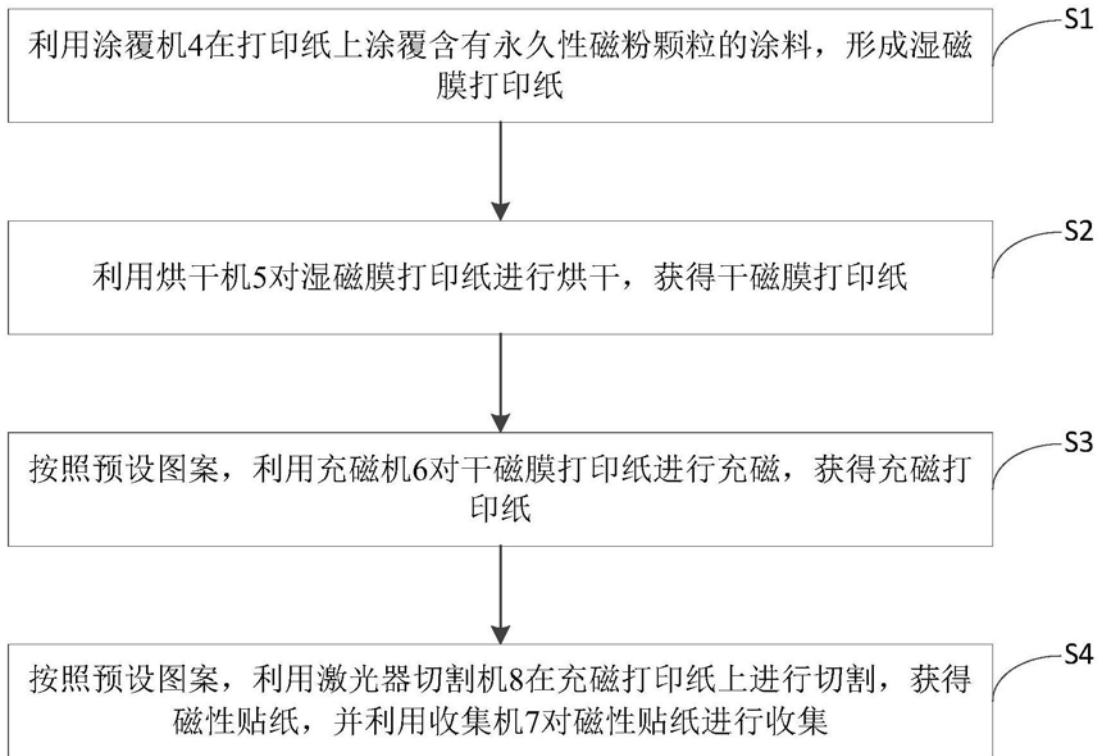 S1
利用涂覆机4在打印纸上涂覆含有永久性磁粉颗粒的涂料，形成湿磁
膜打印纸
S2
利用烘干机5对湿磁膜打印纸进行烘干，获得干磁膜打印纸
S3
按照预设图案，利用充磁机6对干磁膜打印纸进行充磁，获得充磁打
印纸
S4
按照预设图案，利用激光器切割机8在充磁打印纸上进行切割，获得
磁性贴纸，并利用收集机7对磁性贴纸进行收集